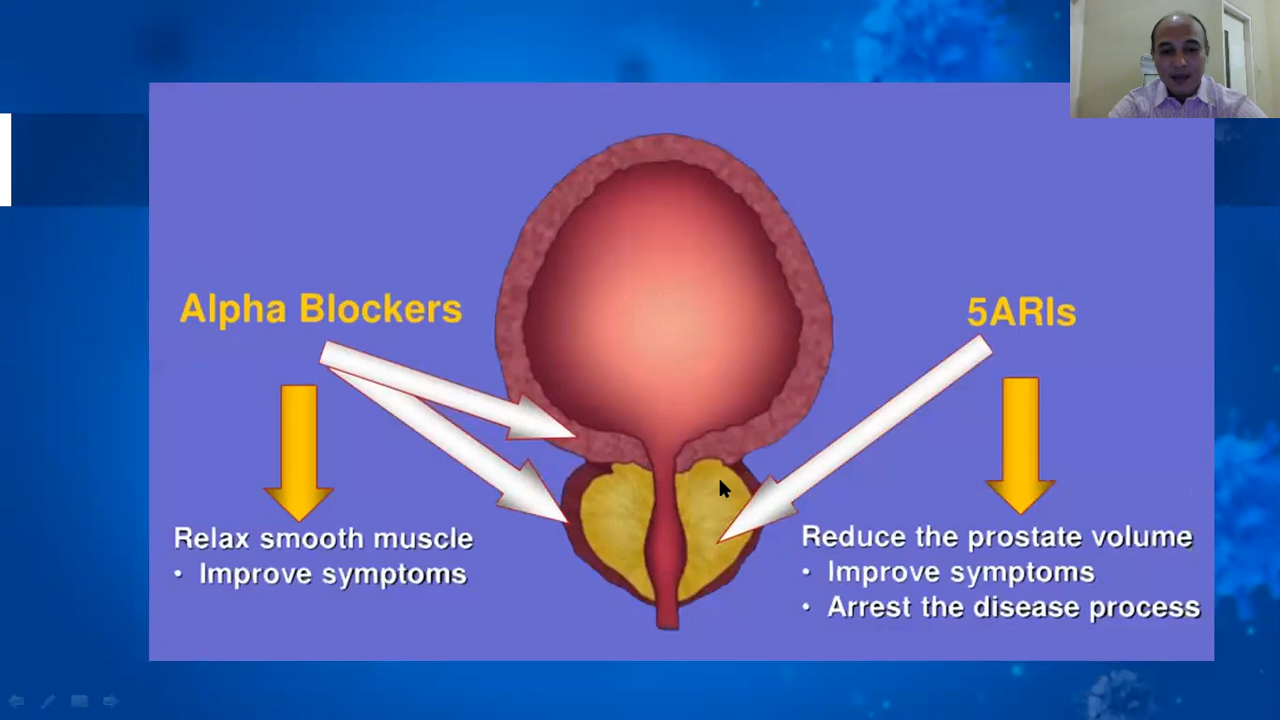 Alpha Blockers
Relax smooth muscle
• Improve symptoms
5ARIs
Reduce the prostate volume
• Improve symptoms
• Arrest the disease process